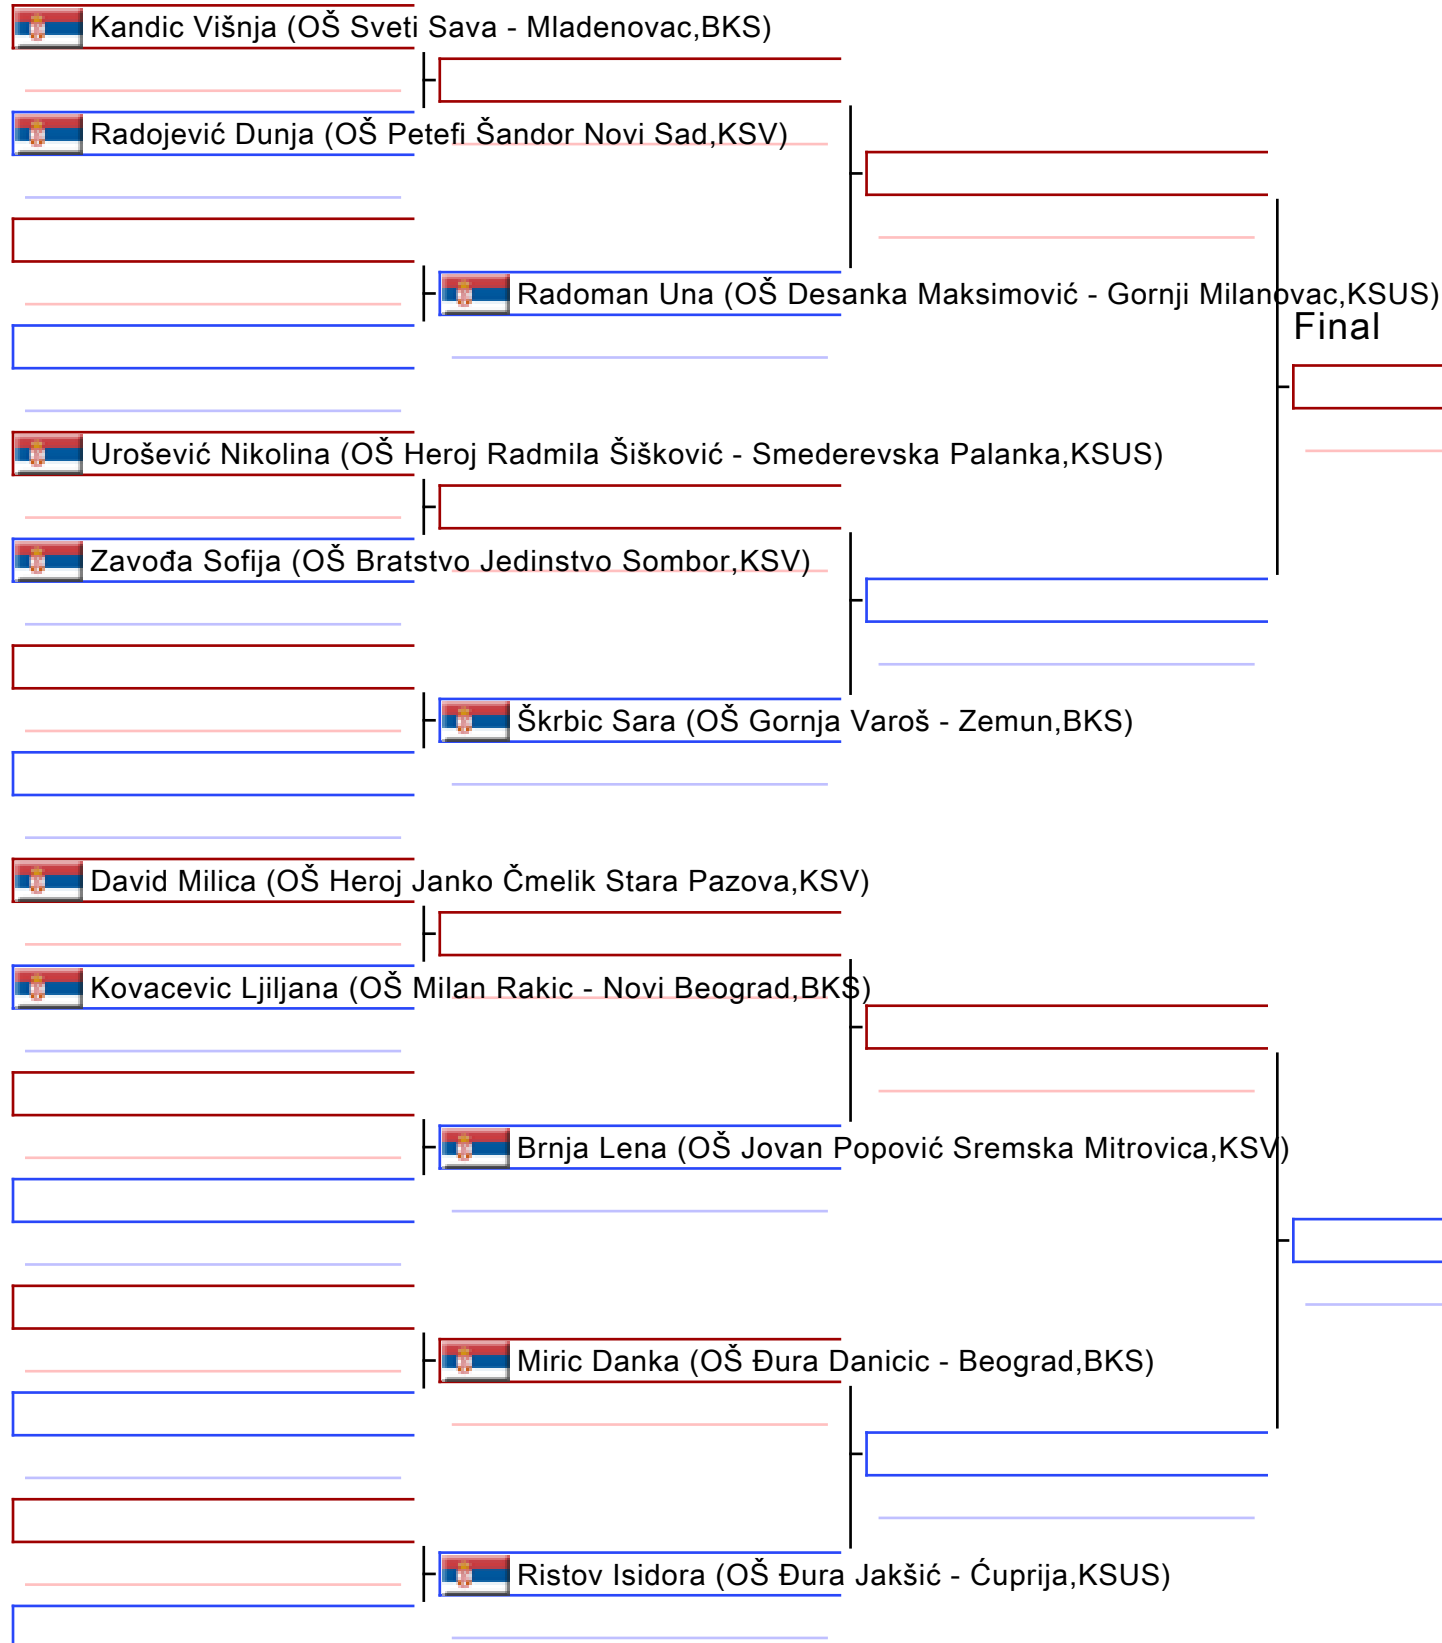 Kandic Višnja (OŠ Sveti Sava - Mladenovac,BKS)
Radojević Dunja (OŠ Petefi Šandor Novi Sad,KSV)
Radoman Una (OŠ Desanka Maksimović - Gornji Milanovac,KSUS)
Final
Urošević Nikolina (OŠ Heroj Radmila Šišković - Smederevska Palanka,KSUS)
Zavođa Sofija (OŠ Bratstvo Jedinstvo Sombor,KSV)
Škrbic Sara (OŠ Gornja Varoš - Zemun,BKS)
David Milica (OŠ Heroj Janko Čmelik Stara Pazova,KSV)
Kovacevic Ljiljana (OŠ Milan Rakic - Novi Beograd,BKS)
Brnja Lena (OŠ Jovan Popović Sremska Mitrovica,KSV)
Miric Danka (OŠ Đura Danicic - Beograd,BKS)
Ristov Isidora (OŠ Đura Jakšić - Ćuprija,KSUS)